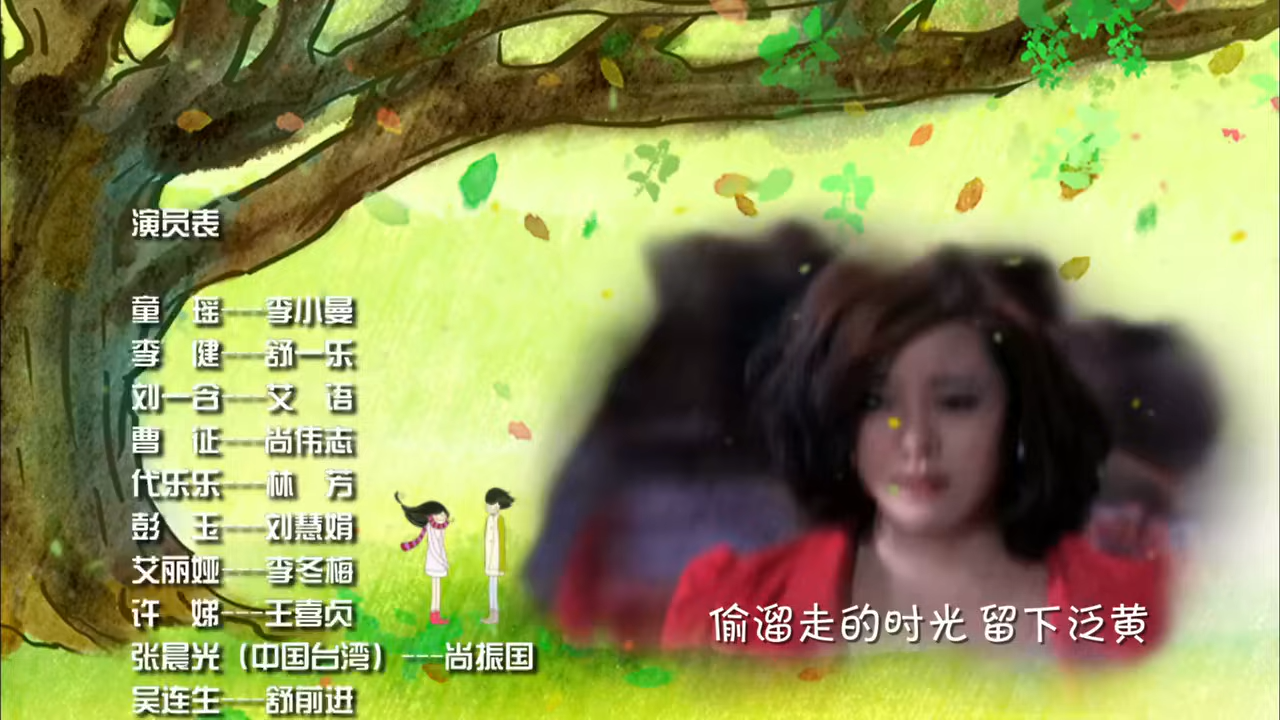 演员表
童　瑶---李小曼
李　健---舒一乐
刘一含---艾　语
曹　征---尚伟志
代乐乐---林　芳
彭　玉---刘慧娟
艾丽娅---李冬梅
许　娣---王喜贞
张晨光（中国台湾）---尚振国
吴连生---舒前进
偷溜走的时光 留下泛黄